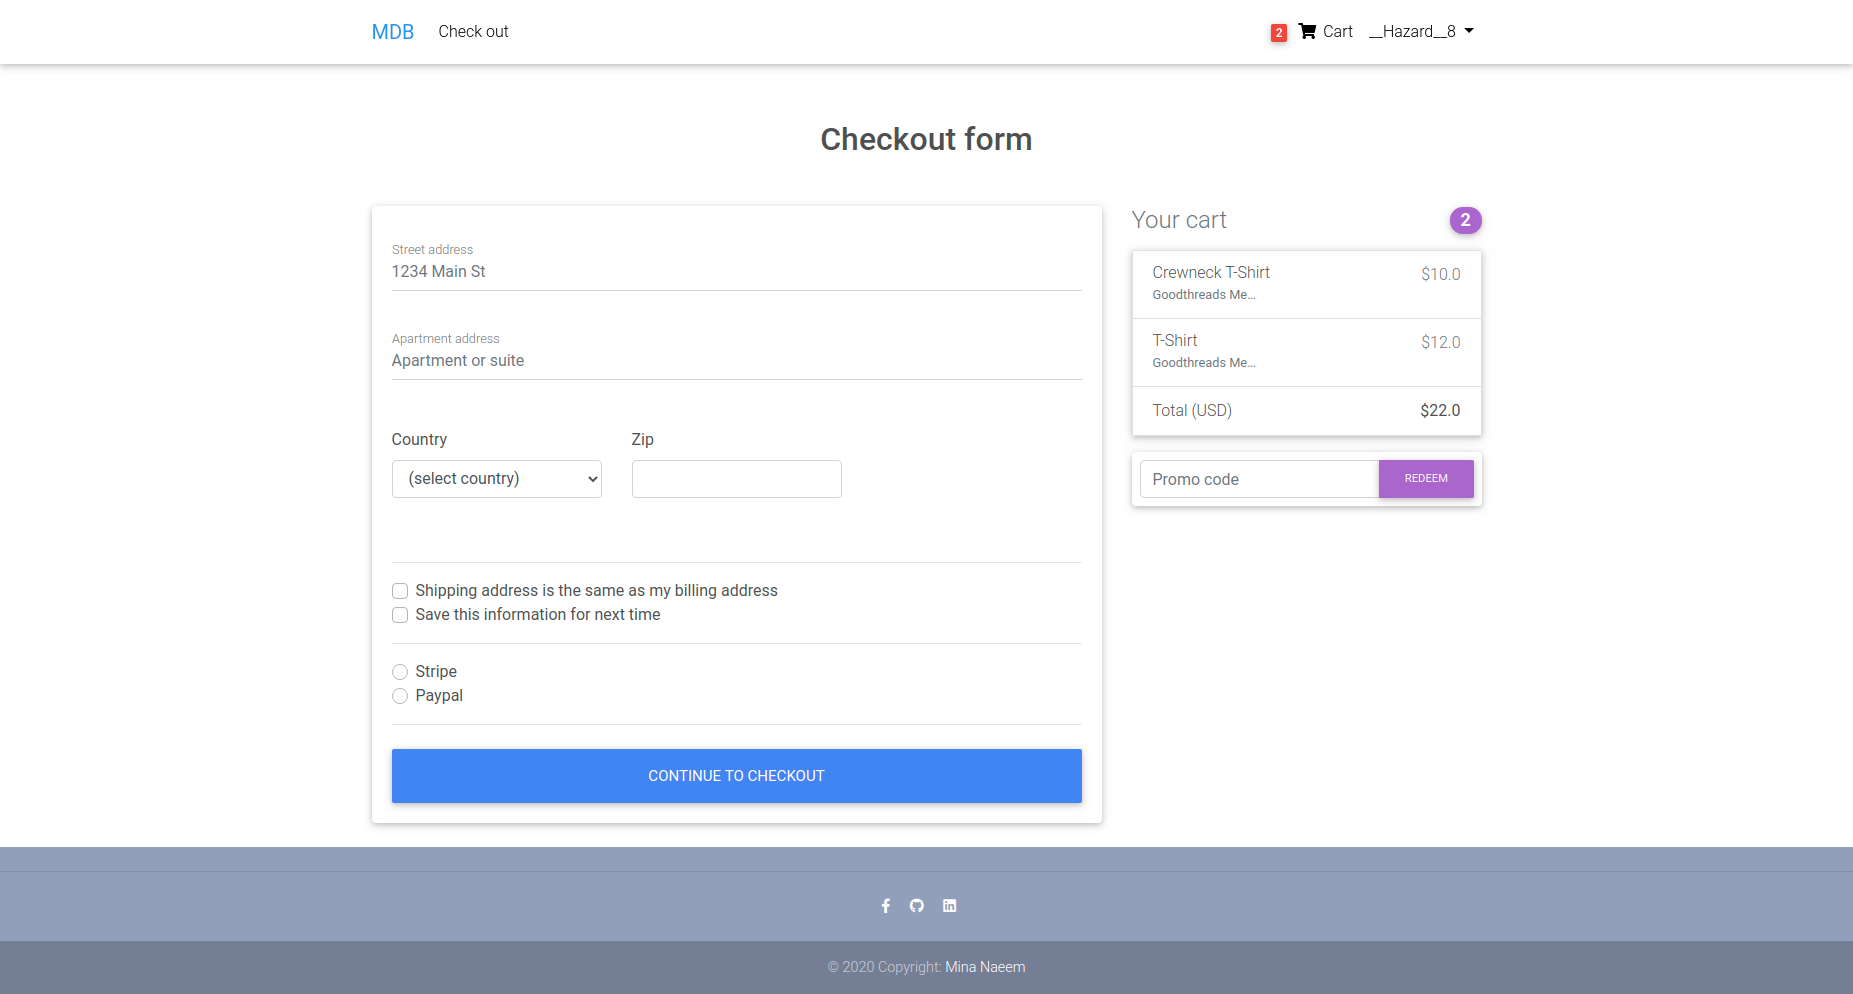 MDB Check out 2 Cart __Hazard__8
Checkout form
Street address
1234 Main St
Apartment address
Apartment or suite
Country Zip
(select country)
Shipping address is the same as my billing address
Save this information for next time
Stripe
Paypal
CONTINUE TO CHECKOUT
Your cart 2
Crewneck T-Shirt $10.0
Goodthreads Me...
T-Shirt $12.0
Goodthreads Me...
Total (USD) $22.0
Promo code REDEEM
© 2020 Copyright: Mina Naeem